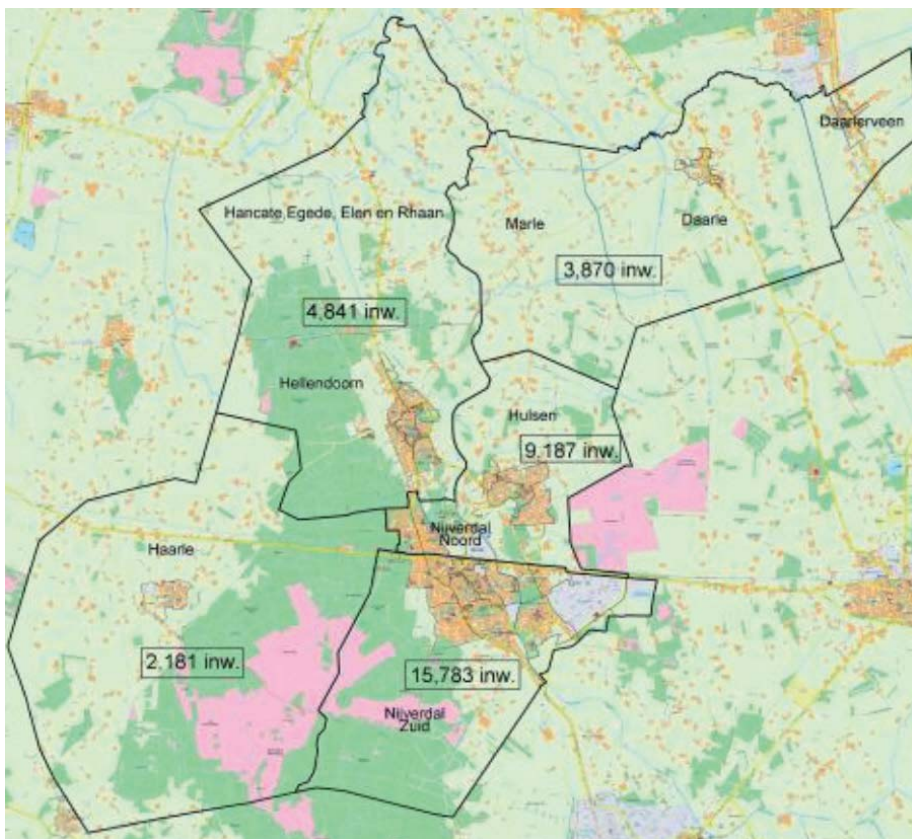 Daarlerveen
Hancate,Egede, Elen en Rhaan
Marle
Daarle
3,870 inw.
4.841 inw.
Hellendoorn
Hulsen
9.187 inw.
Nijverdal
Noord
Haarle
2.181 inw.
15,783 inw.
Nijverdal
Zuid